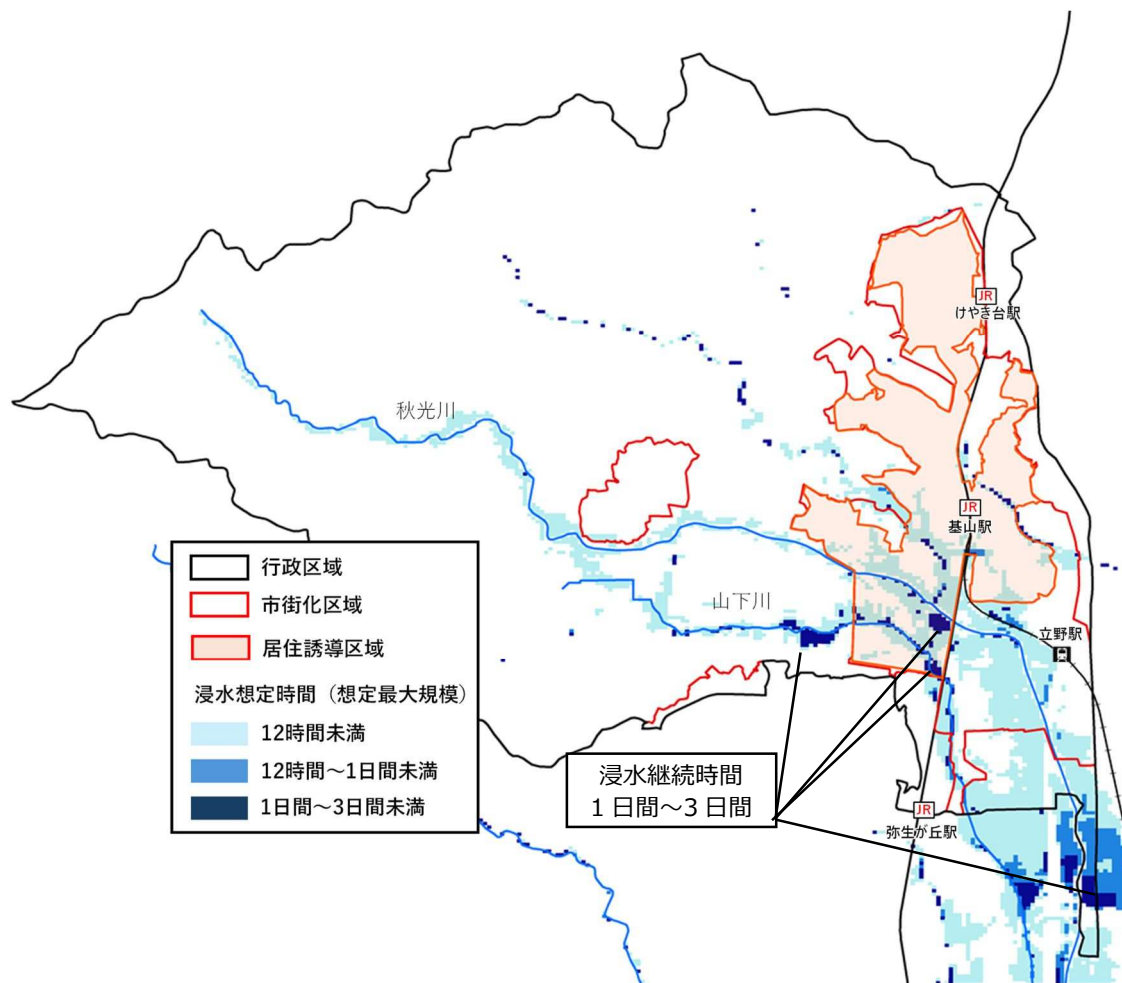 JR
けやき台駅
秋光川
JR
基山駅
行政区域
市街化区域
居住誘導区域
浸水想定時間（想定最大規模）
12時間未満
12時間～1日間未満
1日間～3日間未満
山下川
立野駅
浸水継続時間
1日間～3日間
JR
弥生が丘駅